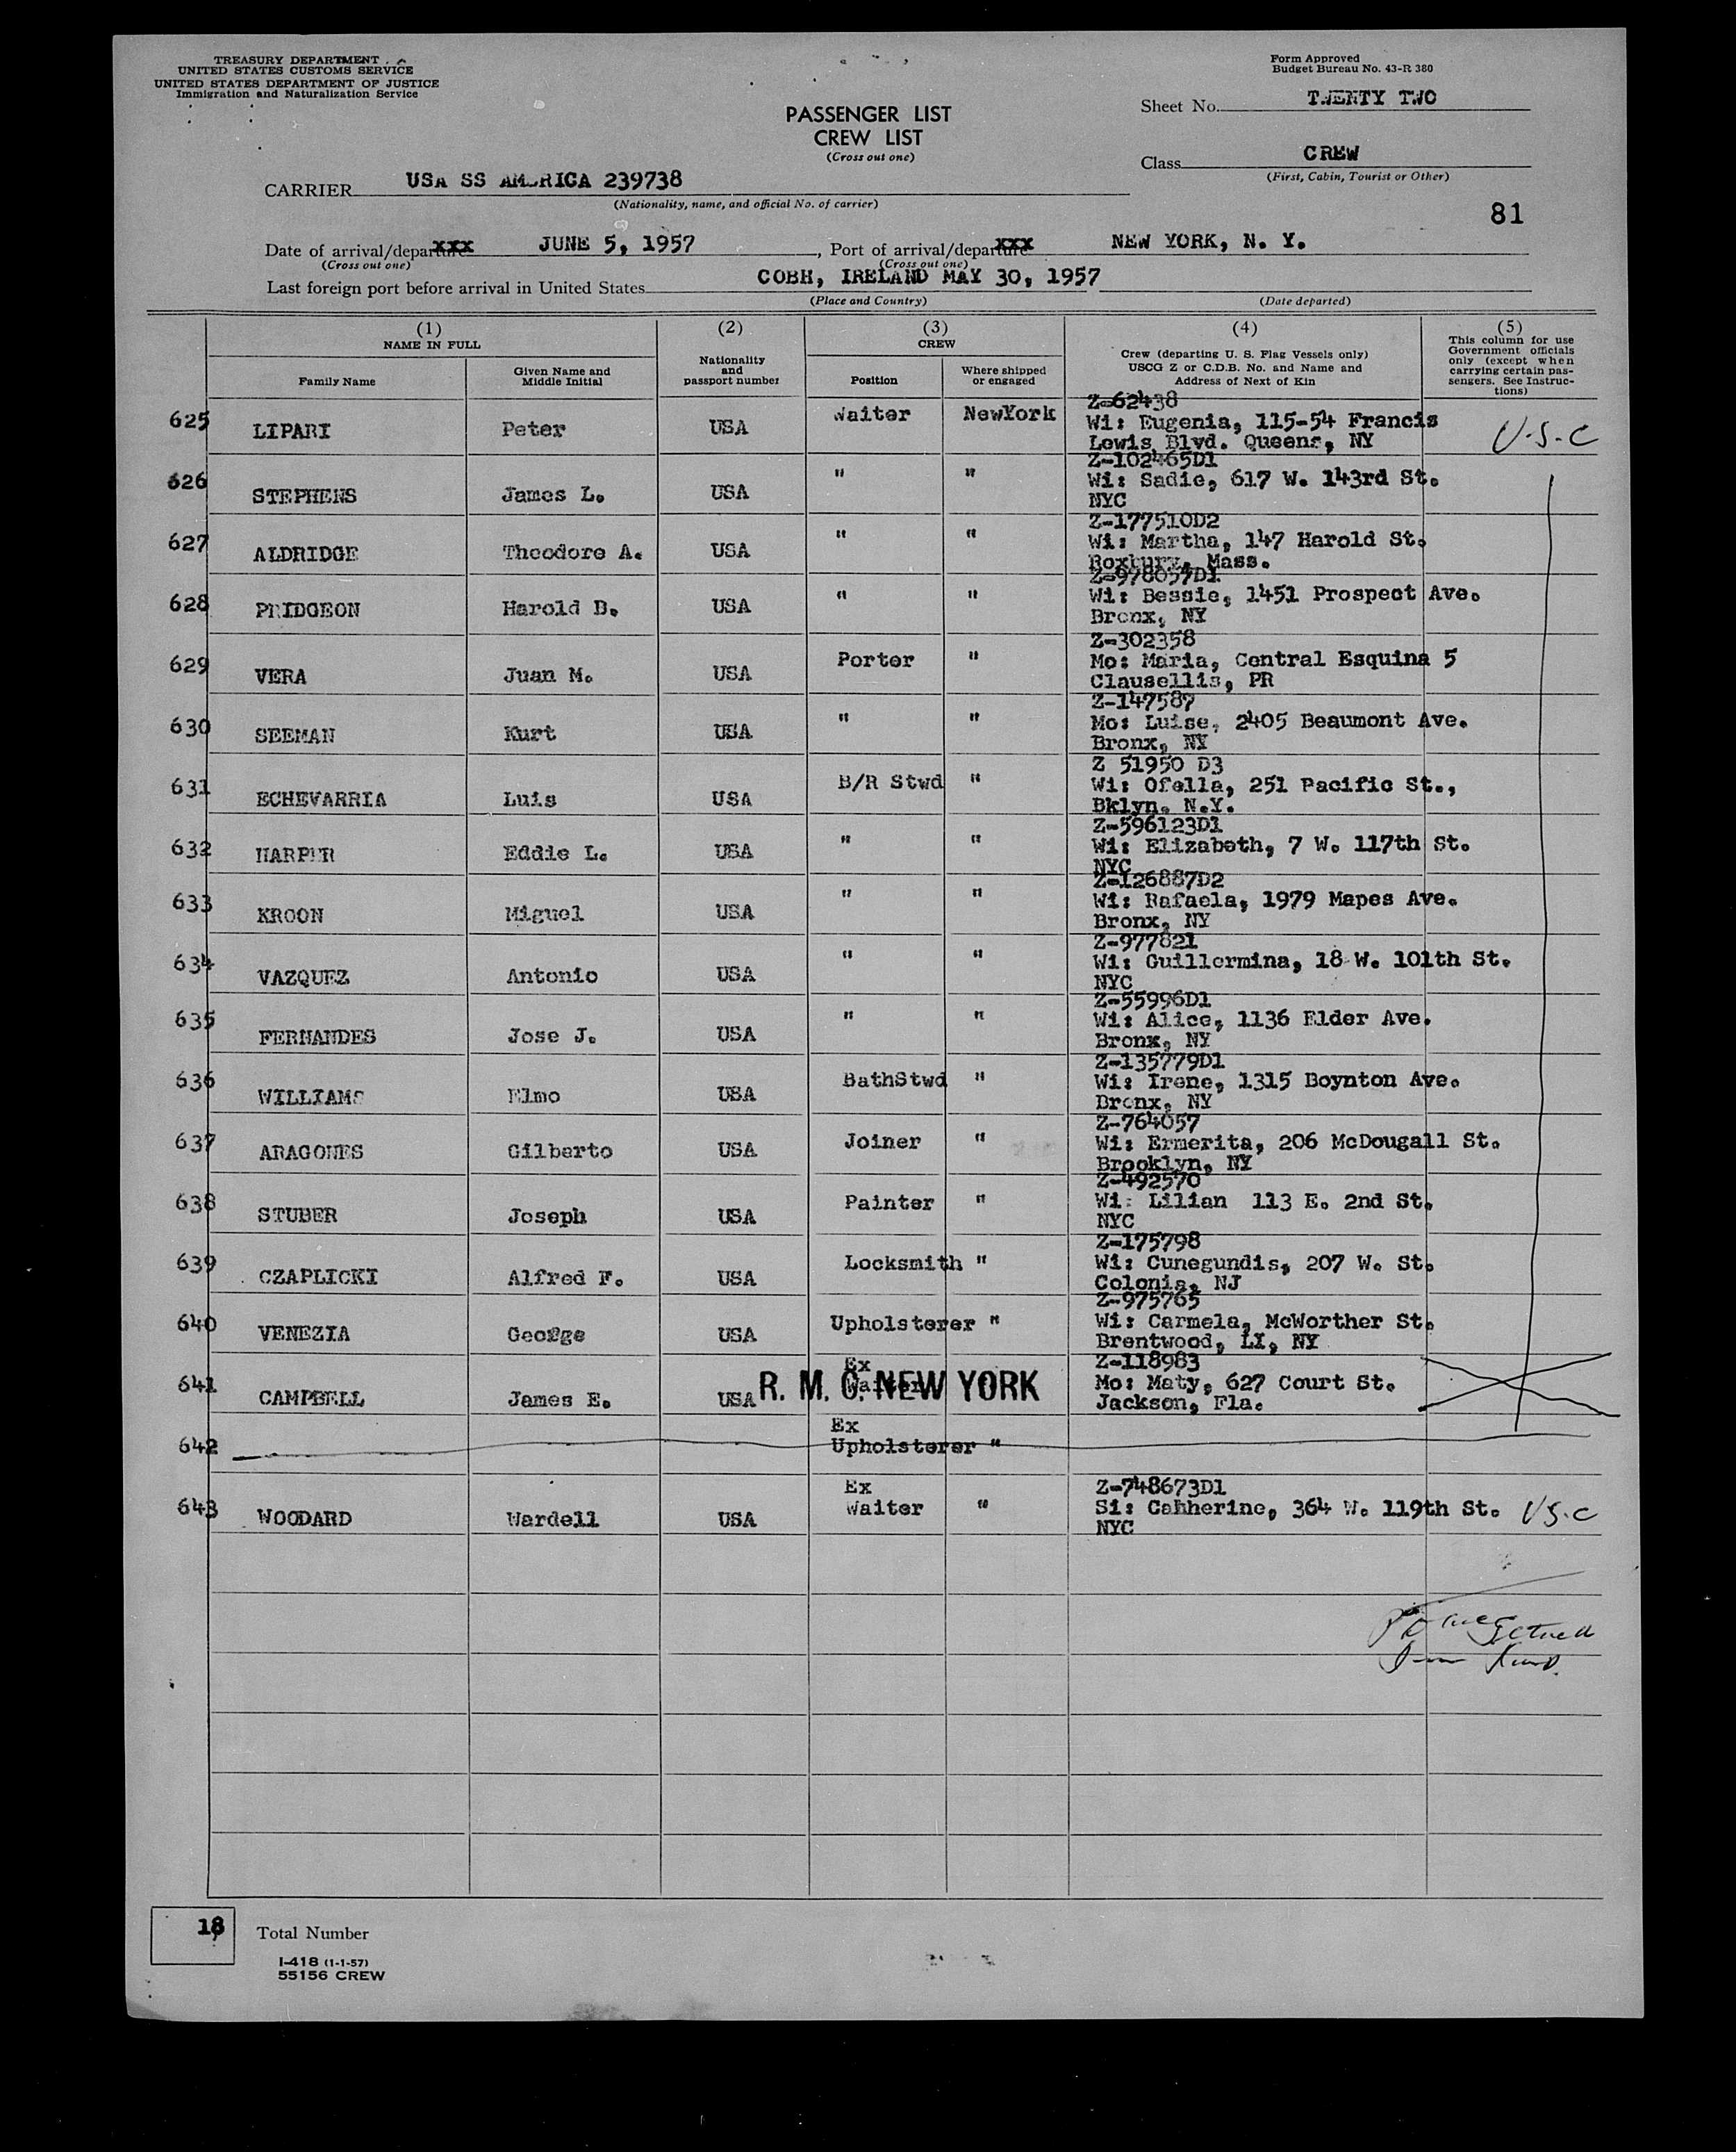 TREASURY DEPARTMENT
UNITED STATES CUSTOMS SERVICE
UNITED STATES DEPARTMENT OF JUSTICE
Immigration and Naturalization Service
Form Approved
Budget Bureau No. 43-R 380
PASSENGER LIST
CREW LIST
(Cross out one)
Sheet No. TWENTY TWO
Class CREW
(First, Cabin, Tourist or Other)
CARRIER USA SS AMERICA 239738
(Nationality, name, and official No. of carrier)
81
Date of arrival/departure xxx JUNE 5, 1957, Port of arrival/departure xxx NEW YORK, N. Y.
(Cross out one) (Cross out one)
Last foreign port before arrival in United States COBH, IRELAND MAY 30, 1957
(Place and Country) (Date departed)
(1) (2) (3) (4) (5)
NAME IN FULL
Family Name
Given Name and Middle Initial
Nationality and passport number
CREW
Position
Where shipped or engaged
Crew (departing U. S. Flag Vessels only)
USCG Z or C.D.B. No. and Name and
Address of Next of Kin
This column for use
Government officials
only (except when
carrying certain pas-
sengers. See Instruc-
tions)
Z-62438
625 LIPARI Peter USA Waiter NewYork Wi: Eugenia, 115-54 Francis U.S.C
Lewis Blvd. Queens, NY
Z-102465D1
626 STEPHENS James L. USA " " Wi: Sadie, 617 W. 143rd St.
NYC
Z-177510D2
627 ALDRIDGE Theodore A. USA " " Wi: Martha, 147 Harold St.
Roxbury, Mass.
Z-978057D1
628 PRIDGEON Harold B. USA " " Wi: Bessie, 1451 Prospect Ave.
Bronx, NY
Z-302358
629 VERA Juan M. USA Porter " Mo: Maria, Central Esquina 5
Clausellis, PR
Z-147587
630 SEEMAN Kurt USA " " Mo: Luise, 2405 Beaumont Ave.
Bronx, NY
Z 51950 D3
631 ECHEVARRIA Luis USA B/R Stwd " Wi: Ofelia, 251 Pacific St.,
Bklyn. N.Y.
Z-596123D1
632 HARPER Eddie L. USA " " Wi: Elizabeth, 7 W. 117th St.
NYC
Z-126887D2
633 KROON Miguel USA " " Wi: Rafaela, 1979 Mapes Ave.
Bronx, NY
Z-977821
634 VAZQUEZ Antonio USA " " Wi: Guillermina, 18 W. 101th St.
NYC
Z-55996D1
635 FERNANDES Jose J. USA " " Wi: Alice, 1136 Elder Ave.
Bronx, NY
Z-135779D1
636 WILLIAMS Elmo USA BathStwd " Wi: Irene, 1315 Boynton Ave.
Bronx, NY
Z-764057
637 ARAGONES Gilberto USA Joiner " Wi: Ermerita, 206 McDougall St.
Brooklyn, NY
Z-492570
638 STUBER Joseph USA Painter " Wi: Lilian 113 E. 2nd St.
NYC
Z-175798
639 CZAPLICKI Alfred F. USA Locksmith " Wi: Cunegundis, 207 W. St.
Colonia, NJ
Z-975765
640 VENEZIA George USA Upholsterer " Wi: Carmela, McWorther St.
Brentwood, LI, NY
Ex Z-118983
641 CAMPBELL James E. USA Waiter R. M. O. NEW YORK Mo: Maty, 627 Court St.
Jackson, Fla.
Ex
642 Upholsterer "
Ex Z-748673D1
643 WOODARD Wardell USA Waiter " Si: Cahherine, 364 W. 119th St. U.S.C
NYC
18 Total Number
I-418 (1-1-57)
55156 CREW